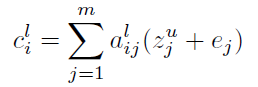 $c_i^l = \sum_{j=1}^{m} a_{ij}^l (z_j^u + e_j)$